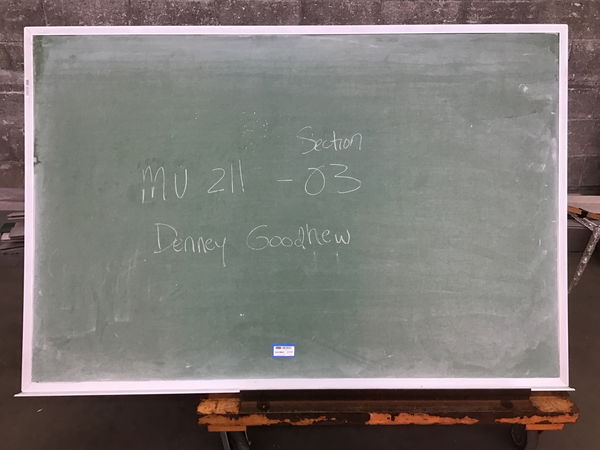 Section
MU 211 - 03
Denney Goodhew